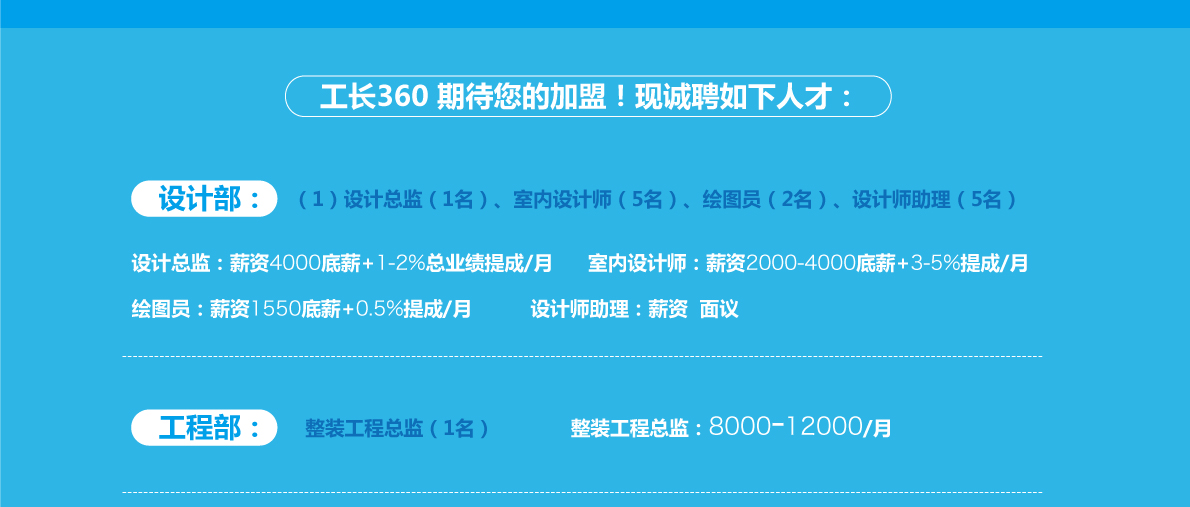 工长360 期待您的加盟！现诚聘如下人才：
设计部： （1）设计总监（1名）、室内设计师（5名）、绘图员（2名）、设计师助理（5名）
设计总监：薪资4000底薪+1-2%总业绩提成/月 室内设计师：薪资2000-4000底薪+3-5%提成/月
绘图员：薪资1550底薪+0.5%提成/月 设计师助理：薪资 面议
工程部： 整装工程总监（1名） 整装工程总监：8000-12000/月